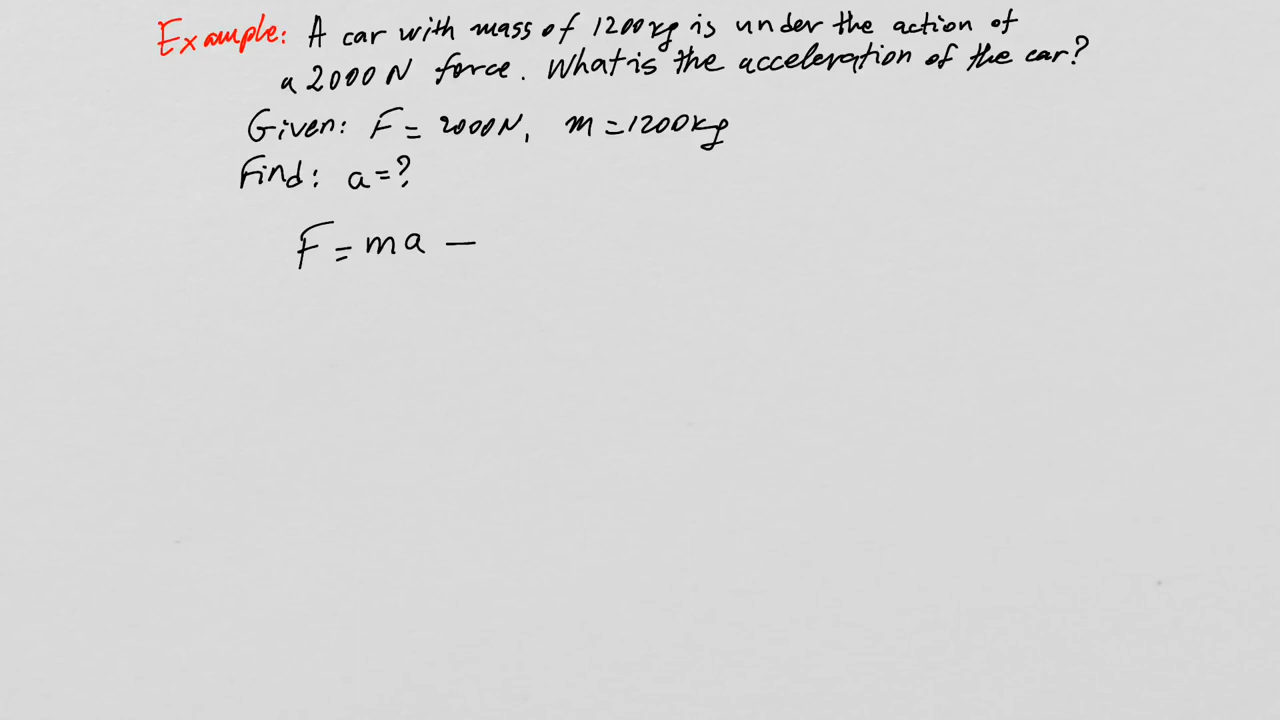 Example: A car with mass of 1200kg is under the action of
a 2000 N force. What is the acceleration of the car?
Given: F = 2000N, m = 1200kg
Find: a = ?
F = ma —